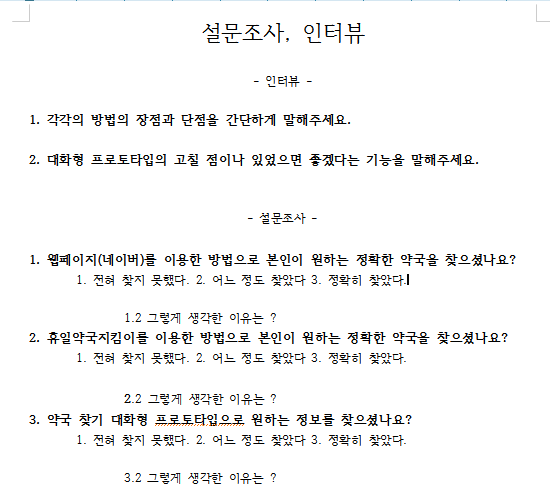 설문조사, 인터뷰
- 인터뷰 -
1. 각각의 방법의 장점과 단점을 간단하게 말해주세요.
2. 대화형 프로토타입의 고칠 점이나 있었으면 좋겠다는 기능을 말해주세요.
- 설문조사 -
1. 웹페이지(네이버)를 이용한 방법으로 본인이 원하는 정확한 약국을 찾으셨나요?
1. 전혀 찾지 못했다. 2. 어느 정도 찾았다 3. 정확히 찾았다.
1.2 그렇게 생각한 이유는 ?
2. 휴일약국지킴이를 이용한 방법으로 본인이 원하는 정확한 약국을 찾으셨나요?
1. 전혀 찾지 못했다. 2. 어느 정도 찾았다 3. 정확히 찾았다.
2.2 그렇게 생각한 이유는 ?
3. 약국 찾기 대화형 프로토타입으로 원하는 정보를 찾으셨나요?
1. 전혀 찾지 못했다. 2. 어느 정도 찾았다 3. 정확히 찾았다.
3.2 그렇게 생각한 이유는 ?